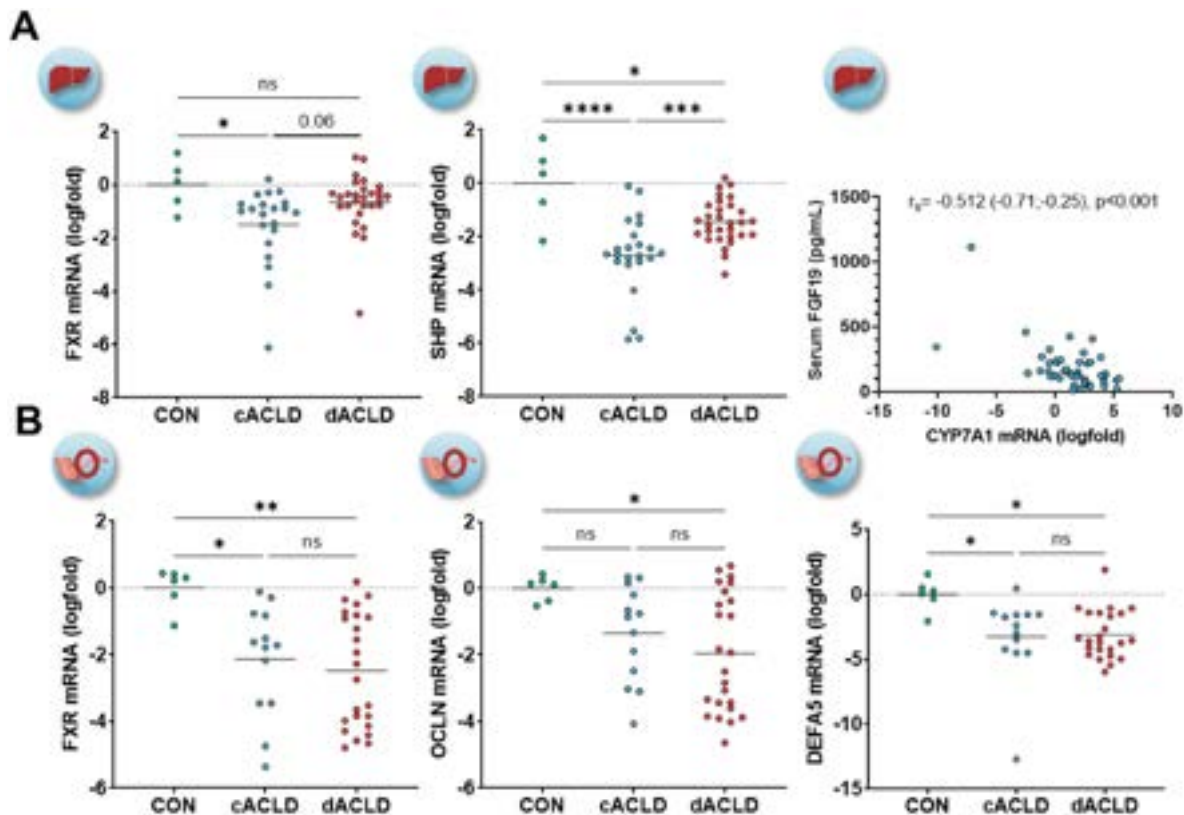 A
ns
*
0.06
2
0
-2
-4
-6
-8
FXR mRNA (logfold)
CON cACLD dACLD
*
**** ***
2
0
-2
-4
-6
-8
SHP mRNA (logfold)
CON cACLD dACLD
rs= -0.512 (-0.71;-0.25), p<0.001
1500
1000
500
0
Serum FGF19 (pg/mL)
-15 -10 -5 0 5 10
CYP7A1 mRNA (logfold)
B
**
* ns
2
0
-2
-4
-6
FXR mRNA (logfold)
CON cACLD dACLD
*
ns ns
2
0
-2
-4
-6
OCLN mRNA (logfold)
CON cACLD dACLD
*
* ns
5
0
-5
-10
-15
DEFA5 mRNA (logfold)
CON cACLD dACLD